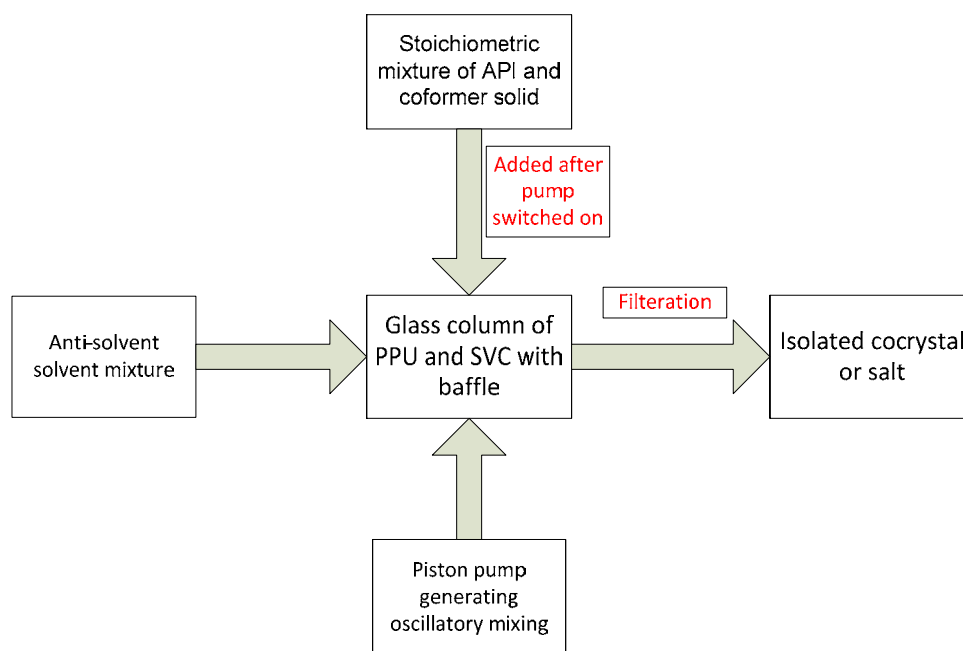 Stoichiometric
mixture of API and
coformer solid
Added after
pump
switched on
Anti-solvent
solvent mixture
Glass column of
PPU and SVC with
baffle
Filteration
Isolated cocrystal
or salt
Piston pump
generating
oscillatory mixing